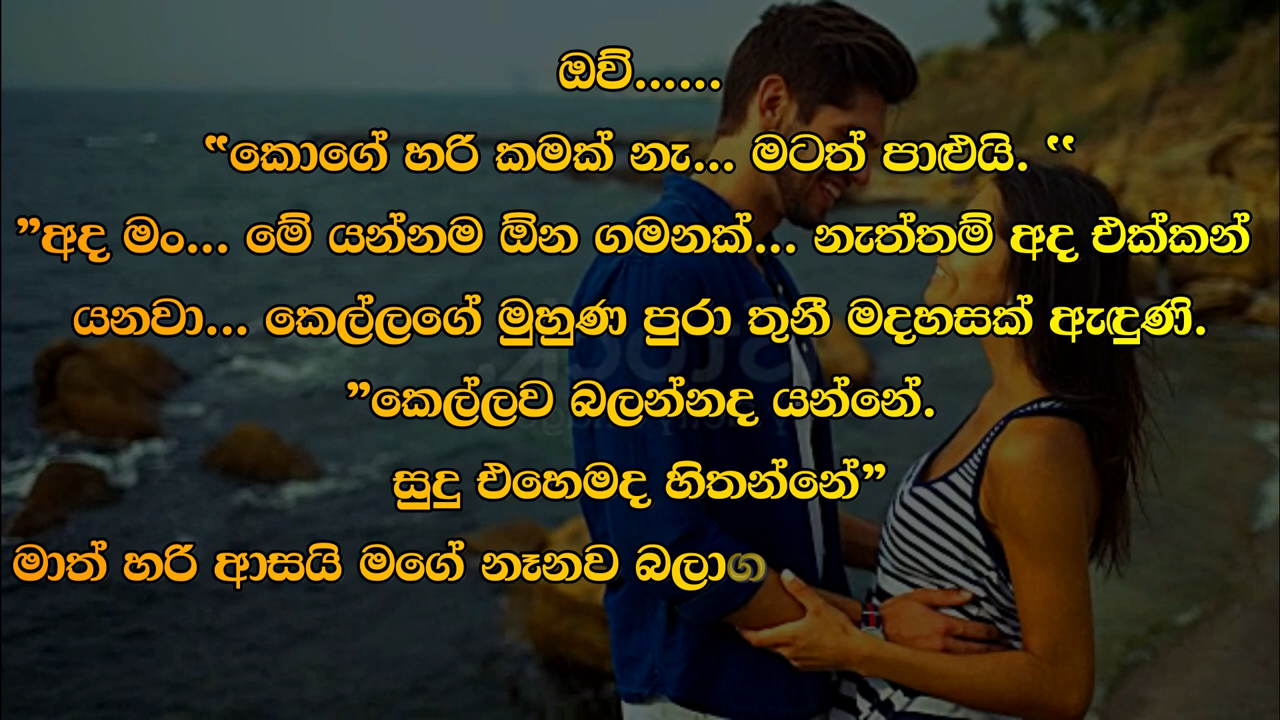 ඔව්......
“කොගේ හරි කමක් නැ... මටත් පාළුයි. “
”අද මං... මේ යන්නම ඕන ගමනක්... නැත්තම් අද එක්කන්
යනවා... කෙල්ලගේ මුහුණ පුරා තුනී මදහසක් ඇඳුණි.
”කෙල්ලව බලන්නද යන්නේ.
සුදු එහෙමද හිතන්නේ”
මාත් හරි ආසයි මගේ නෑනව බලාග